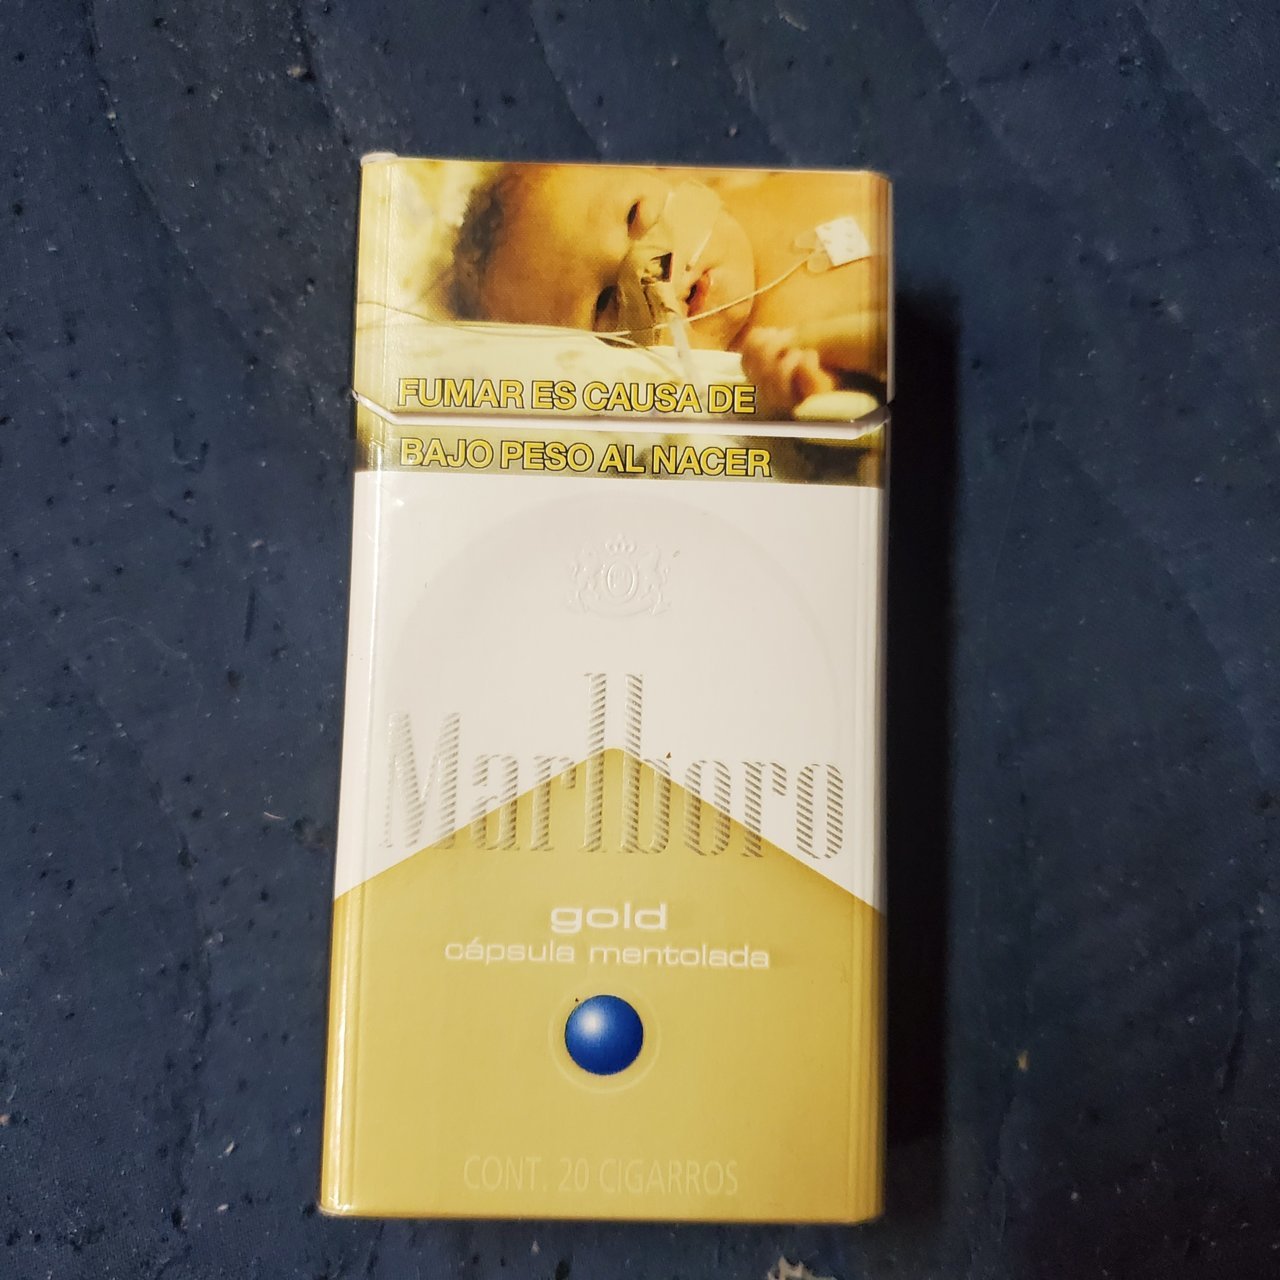 FUMAR ES CAUSA DE
BAJO PESO AL NACER
Marlboro
gold
cápsula mentolada
CONT. 20 CIGARROS